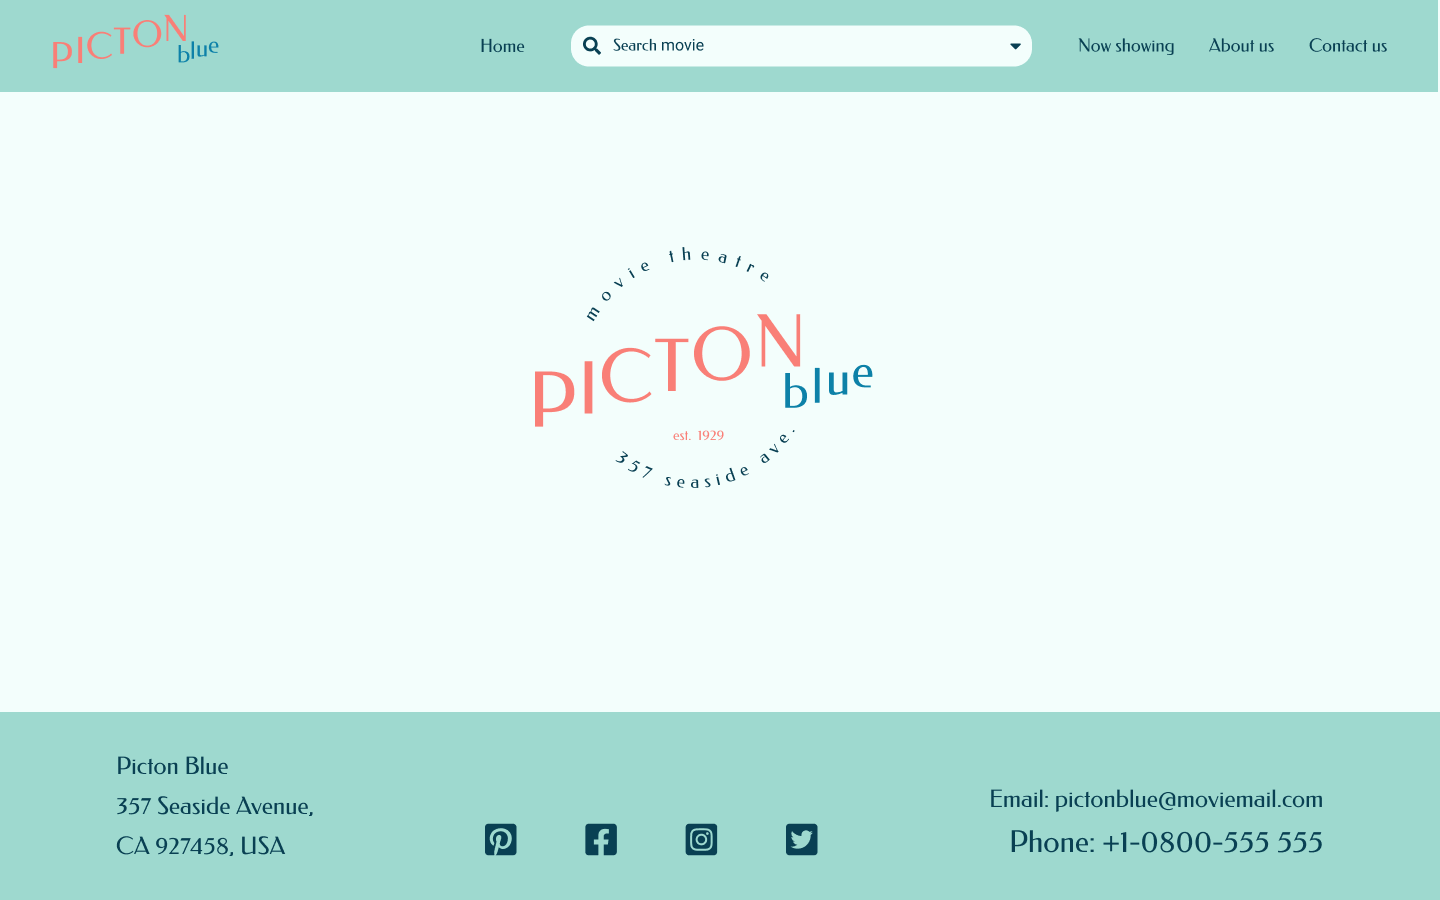 PICTON blue
Home
Search movie
Now showing
About us
Contact us
movie theatre
PICTON
blue
est. 1929
357 seaside ave.
Picton Blue
357 Seaside Avenue,
CA 927458, USA
Email: pictonblue@moviemail.com
Phone: +1-0800-555 555